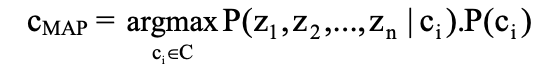 c_MAP = argmax P(z_1,z_2,...,z_n | c_i).P(c_i)
c_i∈C